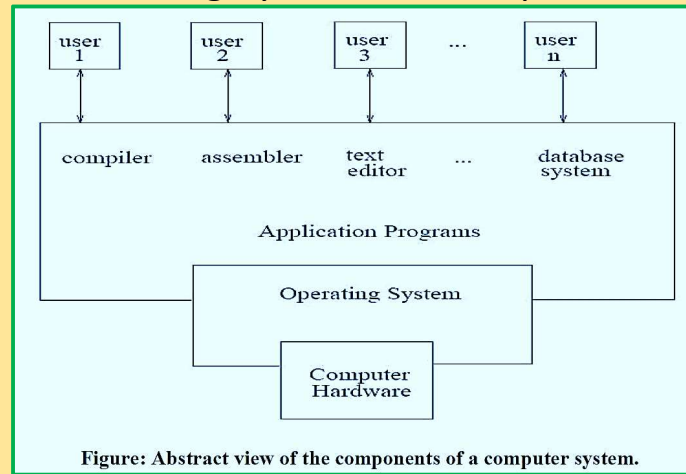 user 1
user 2
user 3
...
user n
compiler
assembler
text editor
...
database system
Application Programs
Operating System
Computer Hardware
Figure: Abstract view of the components of a computer system.